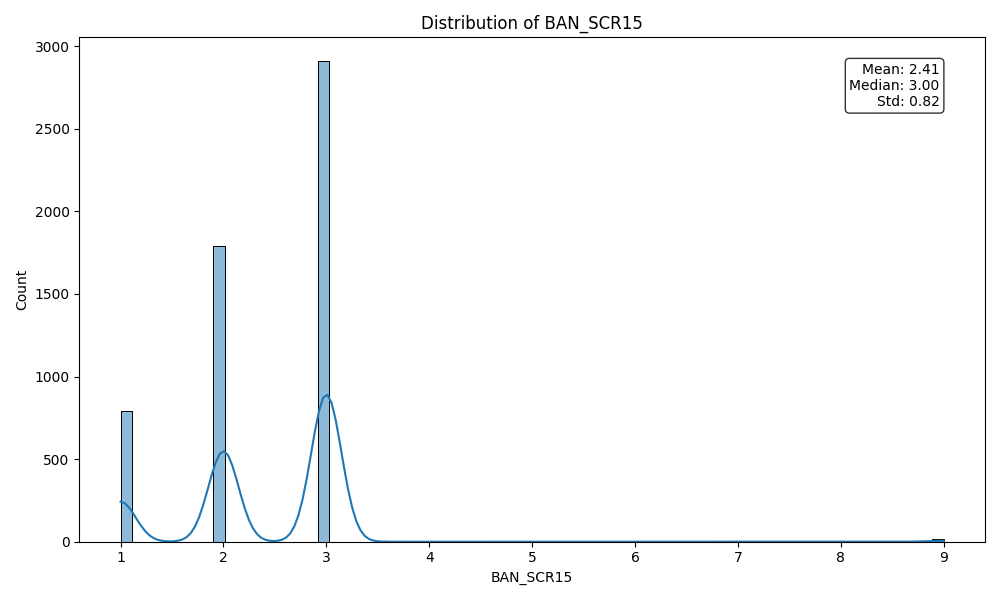 Distribution of BAN_SCR15
Mean: 2.41
Median: 3.00
Std: 0.82
3000
2500
2000
1500
1000
500
0
Count
1 2 3 4 5 6 7 8 9
BAN_SCR15